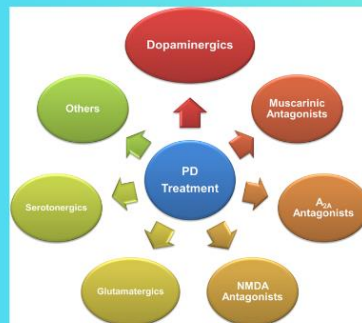 Dopaminergics
Others
Muscarinic
Antagonists
PD
Treatment
Serotonergics
A2A
Antagonists
Glutamatergics
NMDA
Antagonists